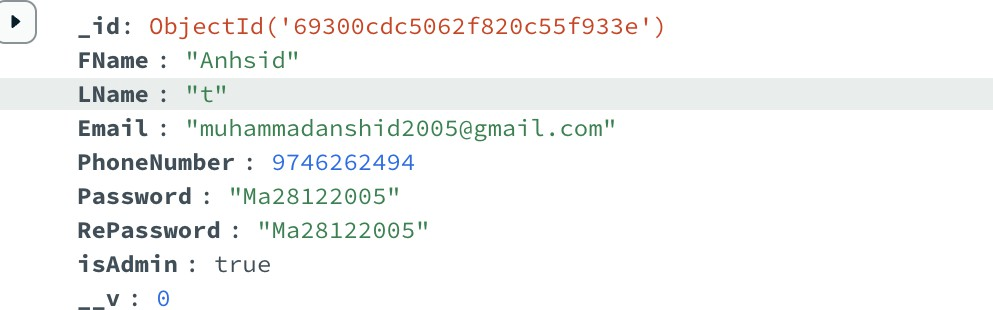 _id: ObjectId('69300cdc5062f820c55f933e')
FName : "Anhsid"
LName : "t"
Email : "muhammadanshid2005@gmail.com"
PhoneNumber : 9746262494
Password : "Ma28122005"
RePassword : "Ma28122005"
isAdmin : true
__v : 0